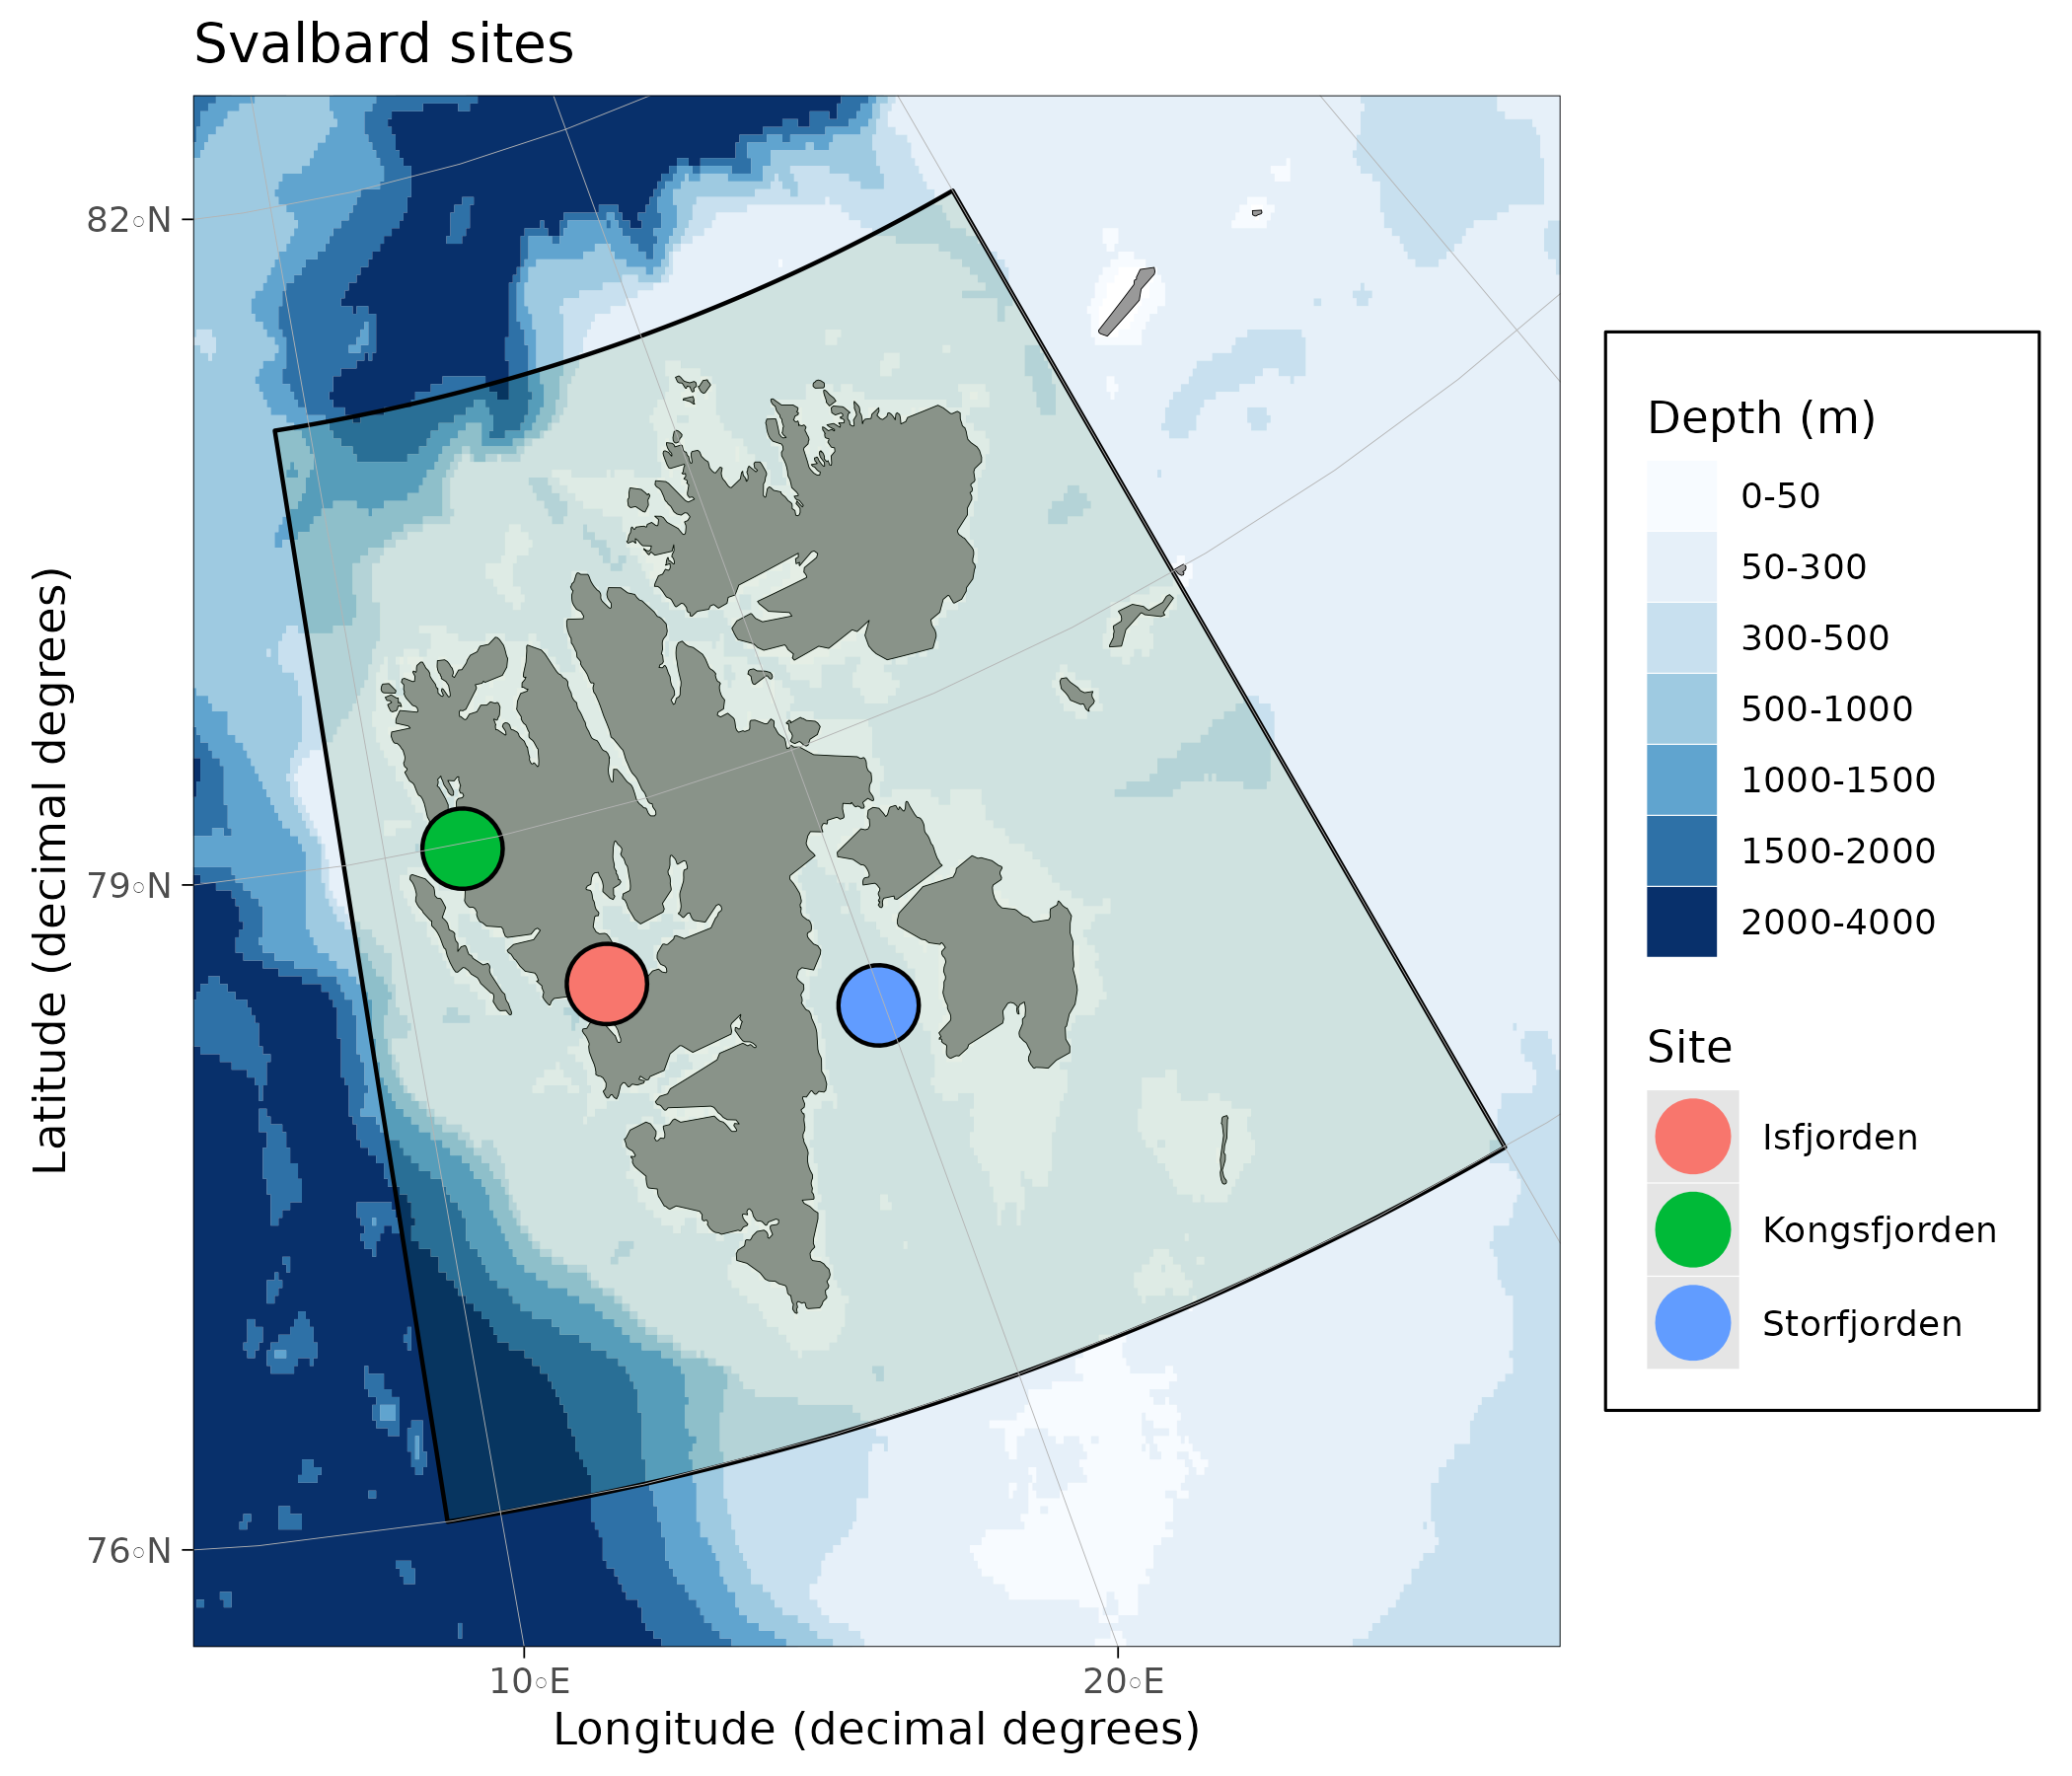 Svalbard sites
82◦N
79◦N
76◦N
10◦E
20◦E
Longitude (decimal degrees)
Latitude (decimal degrees)
Depth (m)
0-50
50-300
300-500
500-1000
1000-1500
1500-2000
2000-4000
Site
Isfjorden
Kongsfjorden
Storfjorden